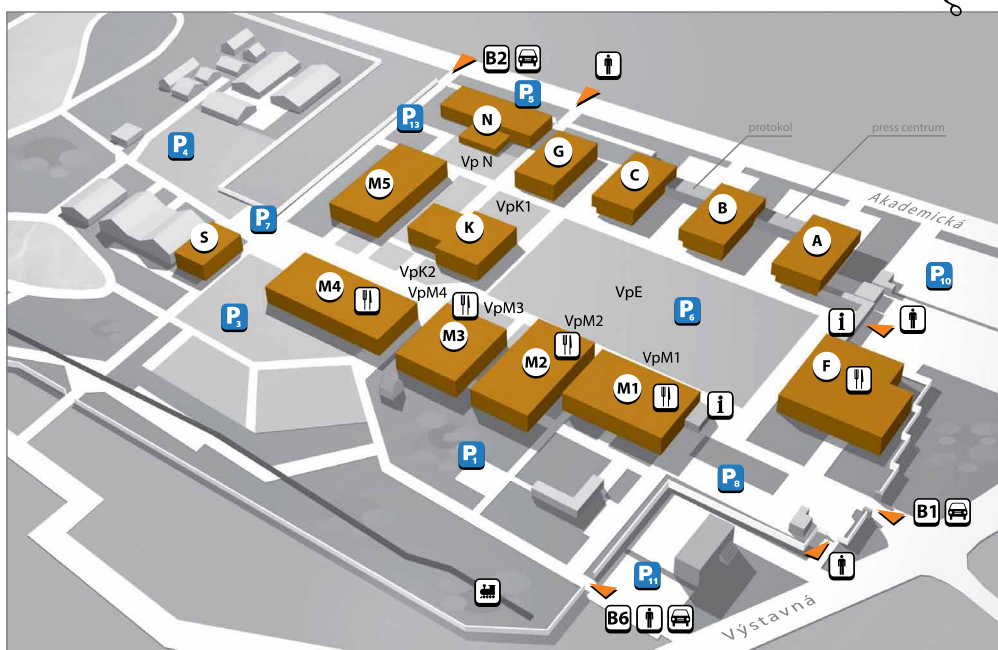 B2
P5
P13
N
protokol
press centrum
P4
G
Vp N
C
M5
Akademická
VpK1
B
P7
K
S
A
VpK2
P10
M4
VpM4
VpE
VpM3
P6
P3
VpM2
i
M3
VpM1
M2
F
M1
i
P1
P8
B1
P11
B6
Výstavná